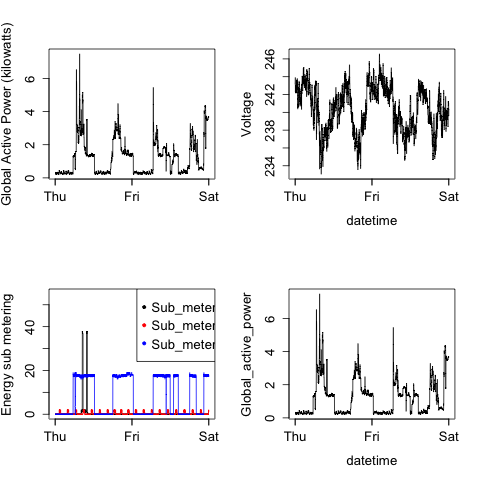 Global Active Power (kilowatts)
0 2 4 6
Thu Fri Sat
Voltage
234 238 242 246
Thu Fri Sat
datetime
Energy sub metering
0 20 40
Sub_meter
Sub_meter
Sub_meter
Thu Fri Sat
Global_active_power
0 2 4 6
Thu Fri Sat
datetime